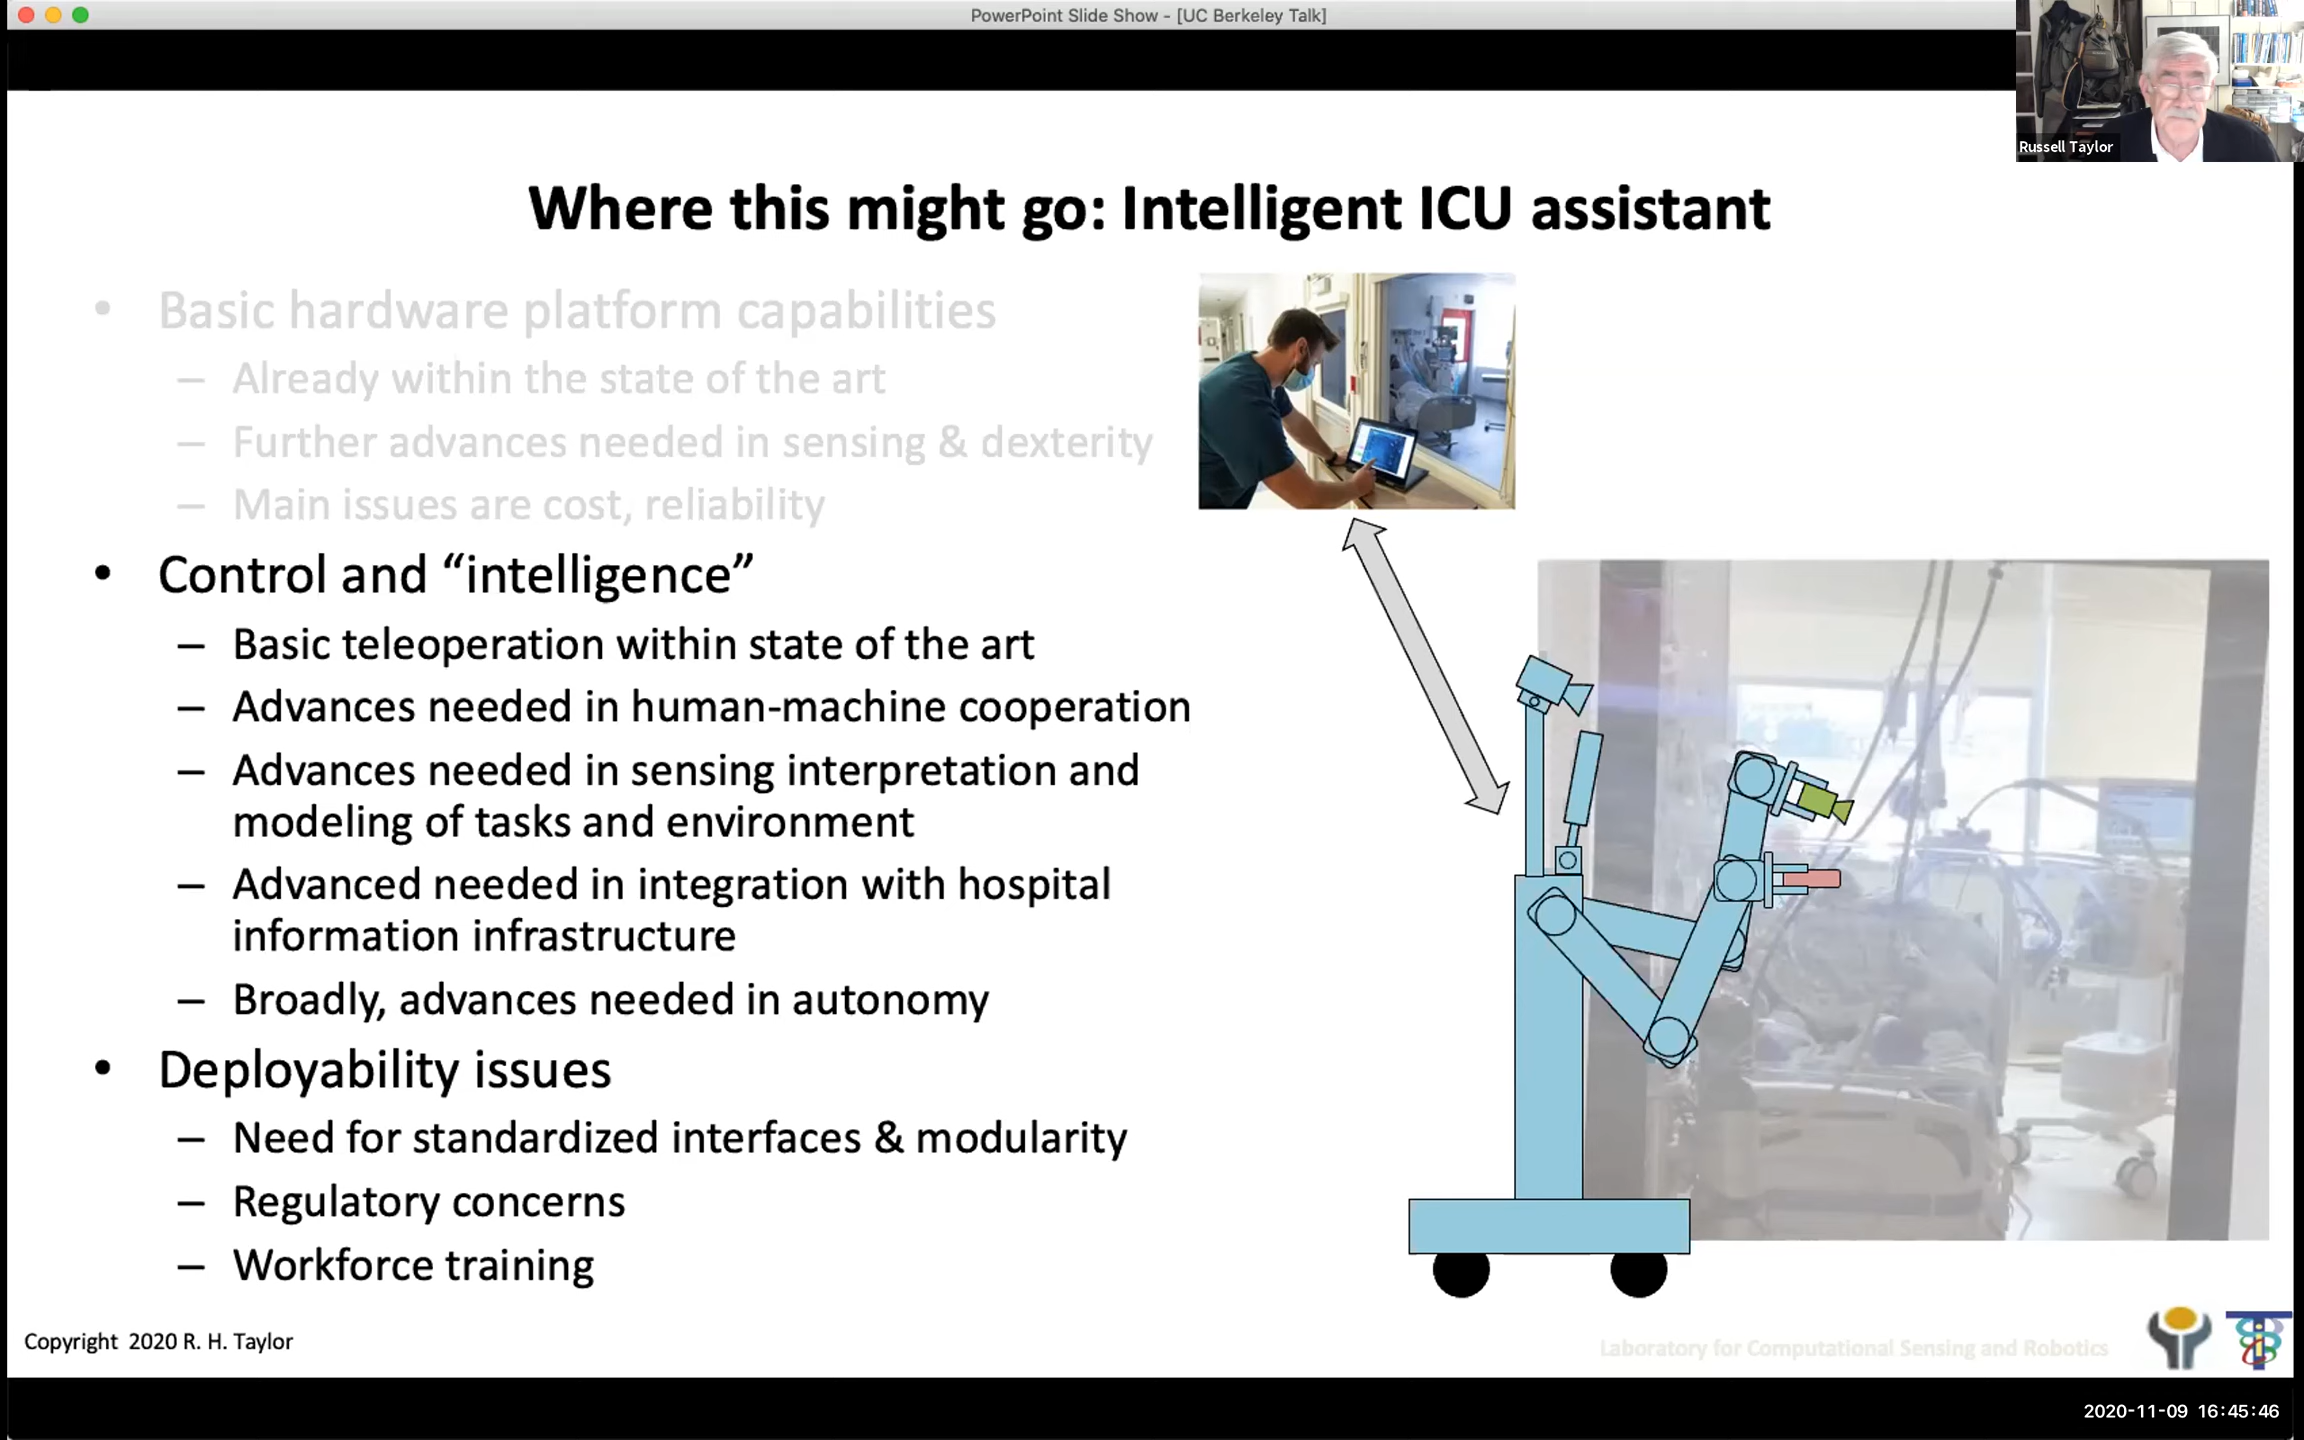 PowerPoint Slide Show - [UC Berkeley Talk]
Russell Taylor
Where this might go: Intelligent ICU assistant
• Basic hardware platform capabilities
– Already within the state of the art
– Further advances needed in sensing & dexterity
– Main issues are cost, reliability
• Control and “intelligence”
– Basic teleoperation within state of the art
– Advances needed in human-machine cooperation
– Advances needed in sensing interpretation and
modeling of tasks and environment
– Advanced needed in integration with hospital
information infrastructure
– Broadly, advances needed in autonomy
• Deployability issues
– Need for standardized interfaces & modularity
– Regulatory concerns
– Workforce training
Copyright 2020 R. H. Taylor
Laboratory for Computational Sensing and Robotics
2020-11-09 16:45:46